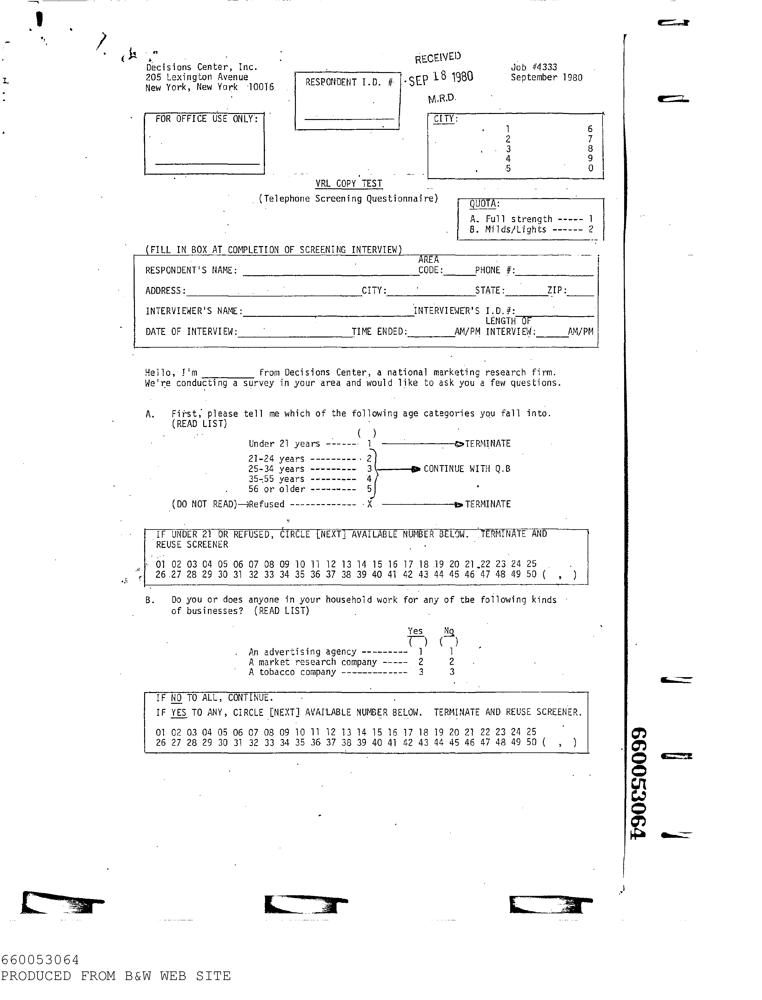 Decisions Center, Inc.
205 Lexington Avenue
New York, New York 10016
RESPONDENT I.D. #
RECEIVED
SEP 18 1980
M.R.D.
Job #4333
September 1980
FOR OFFICE USE ONLY:
CITY:
1 6
2 7
3 8
4 9
5 0
VRL COPY TEST
(Telephone Screening Questionnaire)
QUOTA:
A. Full strength ----- 1
B. Milds/Lights ------ 2
(FILL IN BOX AT COMPLETION OF SCREENING INTERVIEW)
RESPONDENT'S NAME: AREA CODE: PHONE #:
ADDRESS: CITY: STATE: ZIP:
INTERVIEWER'S NAME: INTERVIEWER'S I.D.#:
DATE OF INTERVIEW: TIME ENDED: AM/PM LENGTH OF INTERVIEW: AM/PM
Hello, I'm ________ from Decisions Center, a national marketing research firm.
We're conducting a survey in your area and would like to ask you a few questions.
A. First, please tell me which of the following age categories you fall into.
(READ LIST)
( )
Under 21 years ------ 1 TERMINATE
21-24 years --------- 2
25-34 years --------- 3 CONTINUE WITH Q.B
35-55 years --------- 4
56 or older --------- 5
(DO NOT READ) Refused ------------- X TERMINATE
IF UNDER 21 OR REFUSED, CIRCLE [NEXT] AVAILABLE NUMBER BELOW. TERMINATE AND
REUSE SCREENER
01 02 03 04 05 06 07 08 09 10 11 12 13 14 15 16 17 18 19 20 21 22 23 24 25
26 27 28 29 30 31 32 33 34 35 36 37 38 39 40 41 42 43 44 45 46 47 48 49 50 ( , )
B. Do you or does anyone in your household work for any of the following kinds
of businesses? (READ LIST)
Yes No
( ) ( )
An advertising agency --------- 1 1
A market research company ----- 2 2
A tobacco company ------------- 3 3
IF NO TO ALL, CONTINUE.
IF YES TO ANY, CIRCLE [NEXT] AVAILABLE NUMBER BELOW. TERMINATE AND REUSE SCREENER.
01 02 03 04 05 06 07 08 09 10 11 12 13 14 15 16 17 18 19 20 21 22 23 24 25
26 27 28 29 30 31 32 33 34 35 36 37 38 39 40 41 42 43 44 45 46 47 48 49 50 ( , )
660053064
660053064
PRODUCED FROM B&W WEB SITE